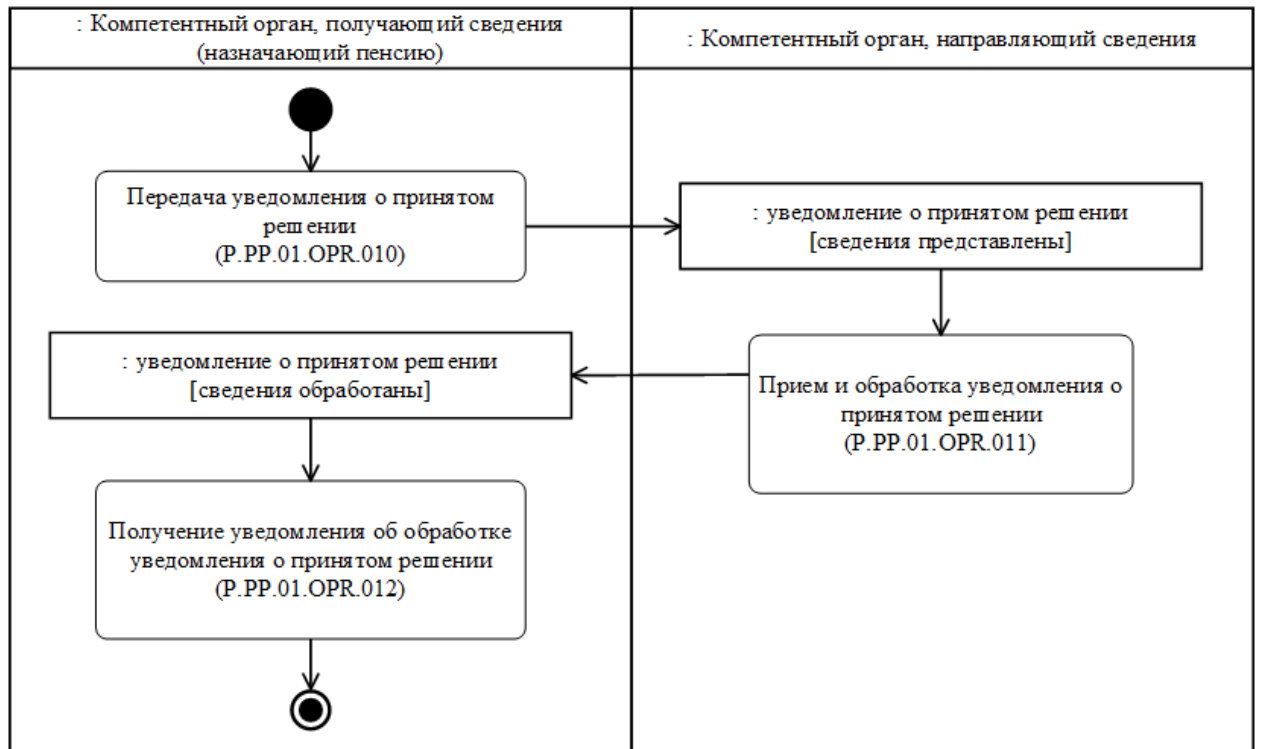 : Компетентный орган, получающий сведения
(назначающий пенсию)
: Компетентный орган, направляющий сведения
Передача уведомления о принятом
решении
(P.PP.01.OPR.010)
: уведомление о принятом решении
[сведения представлены]
: уведомление о принятом решении
[сведения обработаны]
Прием и обработка уведомления о
принятом решении
(P.PP.01.OPR.011)
Получение уведомления об обработке
уведомления о принятом решении
(P.PP.01.OPR.012)